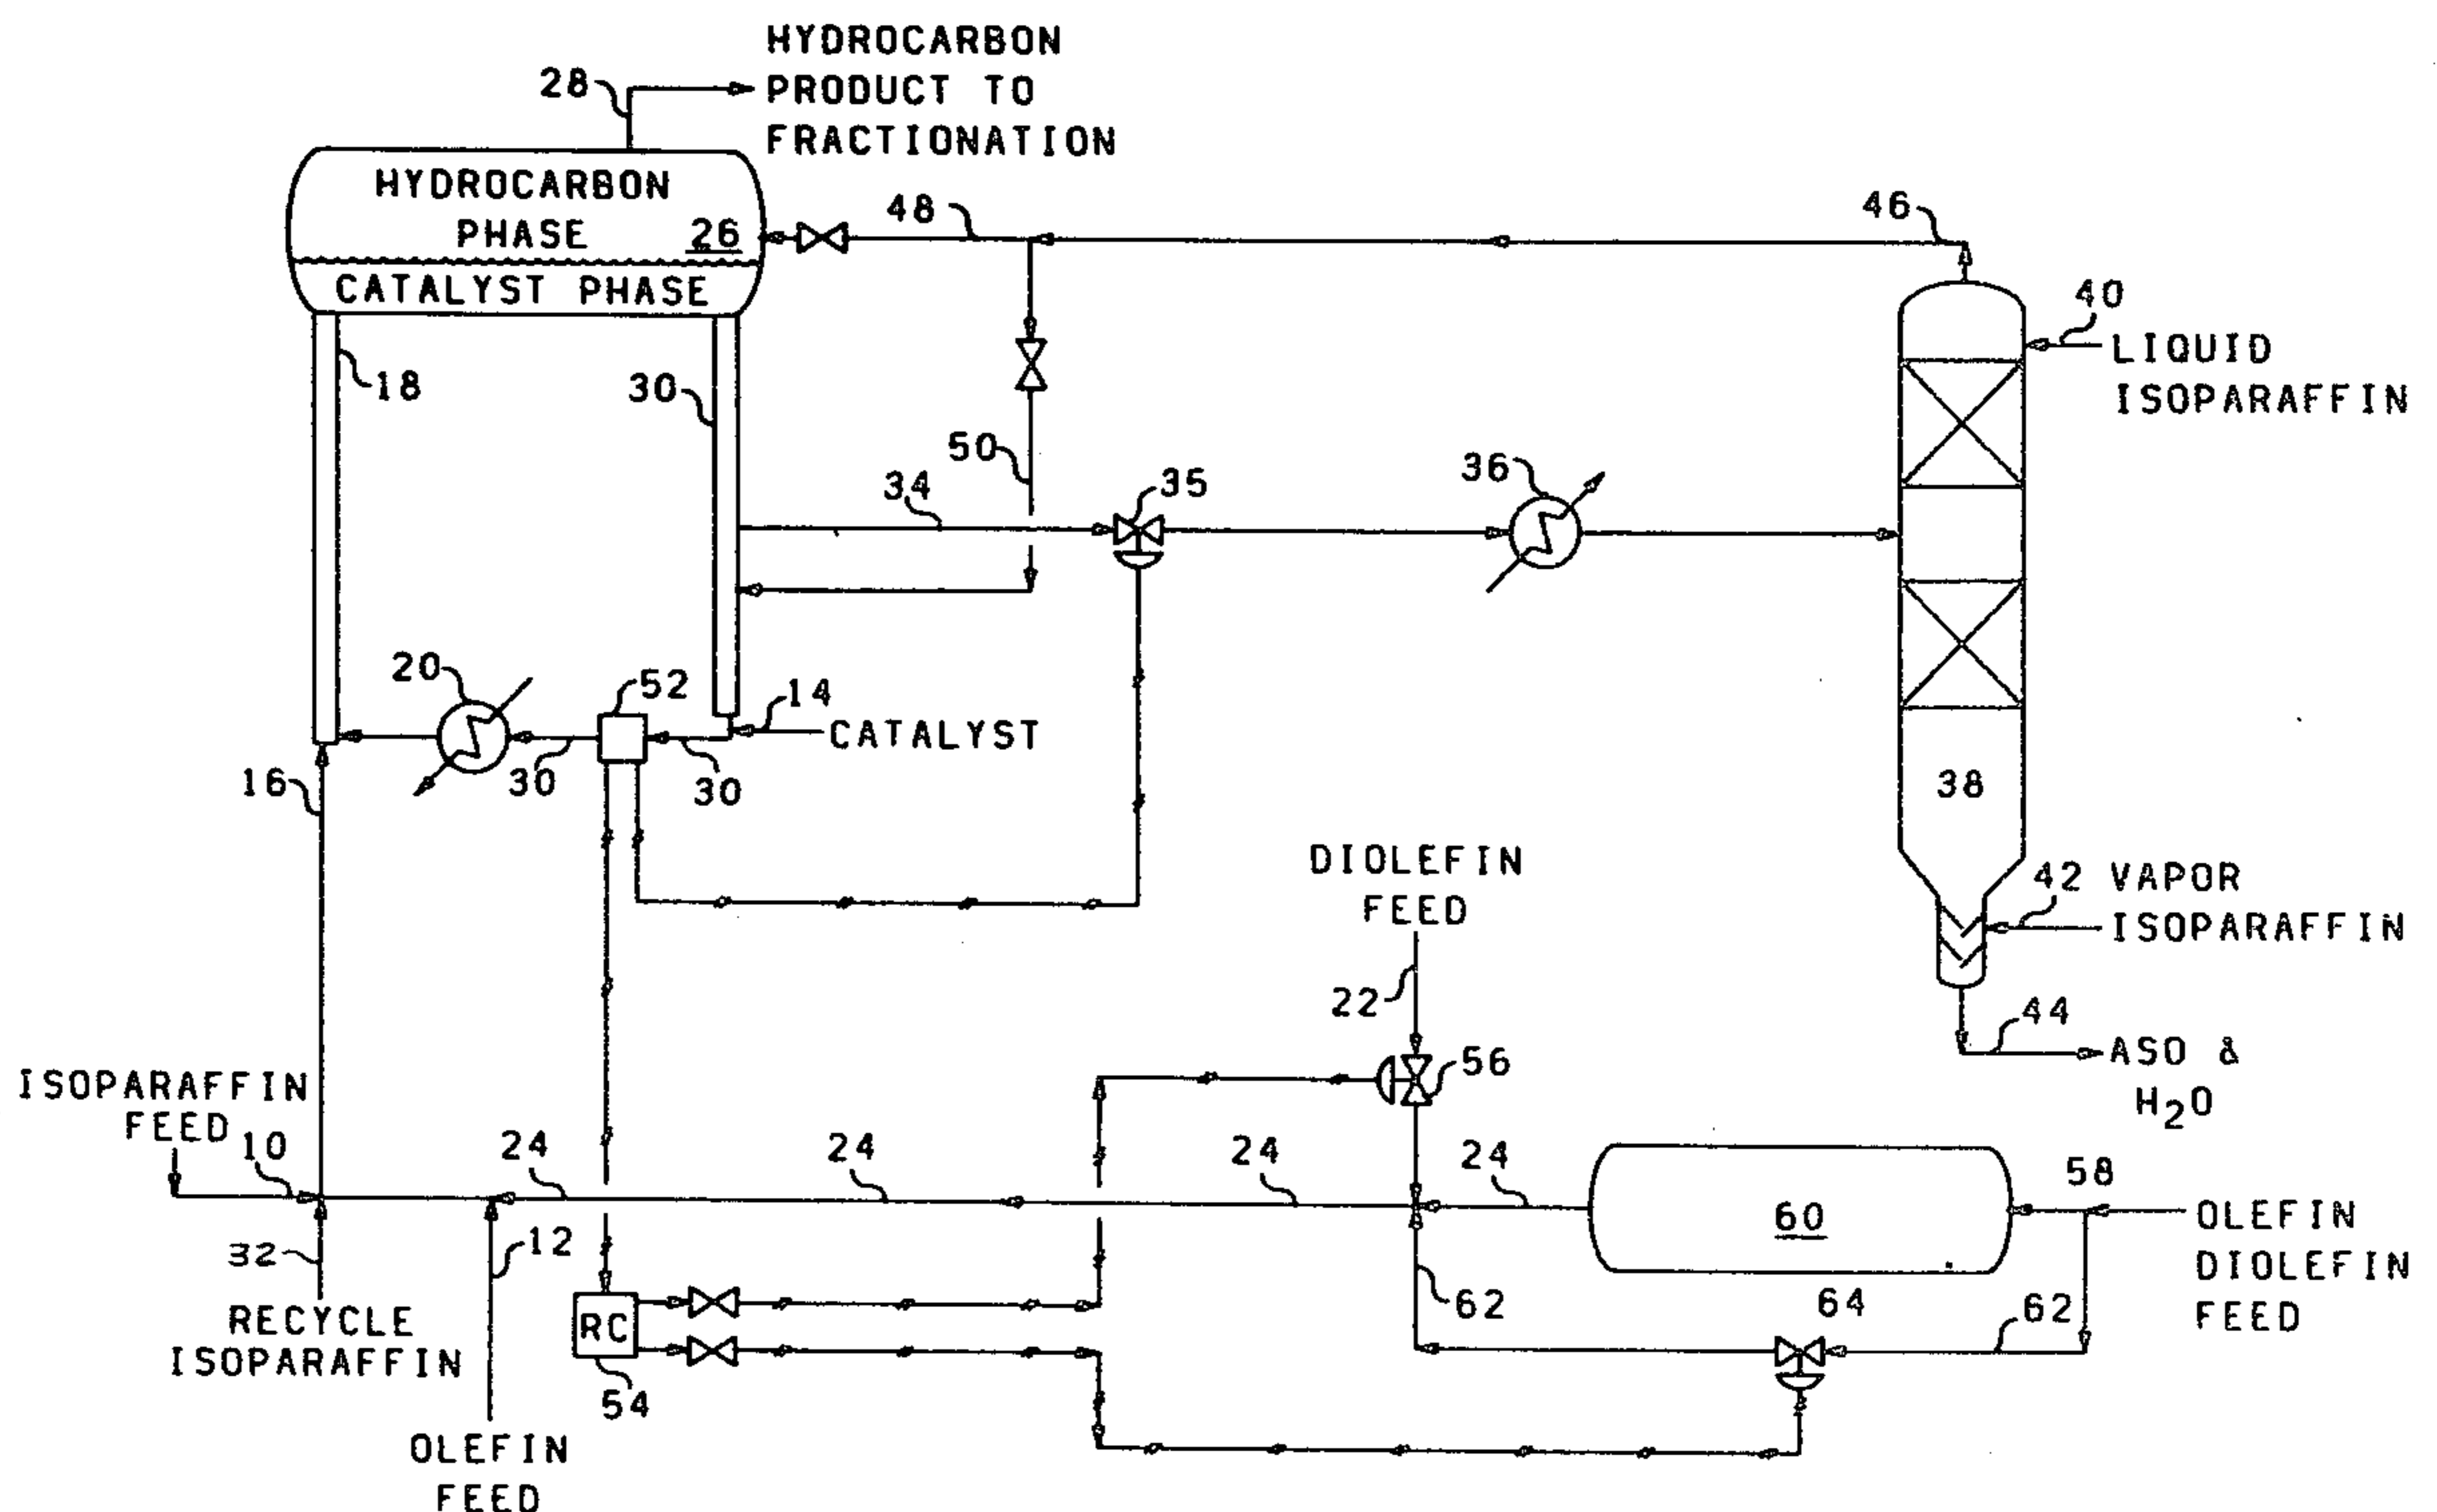 HYDROCARBON
PRODUCT TO
FRACTIONATION
28
HYDROCARBON
PHASE
26
CATALYST PHASE
48
46
40
LIQUID
ISOPARAFFIN
18
30
50
34
35
36
20
52
14
CATALYST
30
30
16
38
DIOLEFIN
FEED
42 VAPOR
ISOPARAFFIN
22
44
ASO &
H2O
56
ISOPARAFFIN
FEED
10
24
24
24
24
58
60
OLEFIN
DIOLEFIN
FEED
32
12
RECYCLE
ISOPARAFFIN
RC
54
62
64
62
OLEFIN
FEED